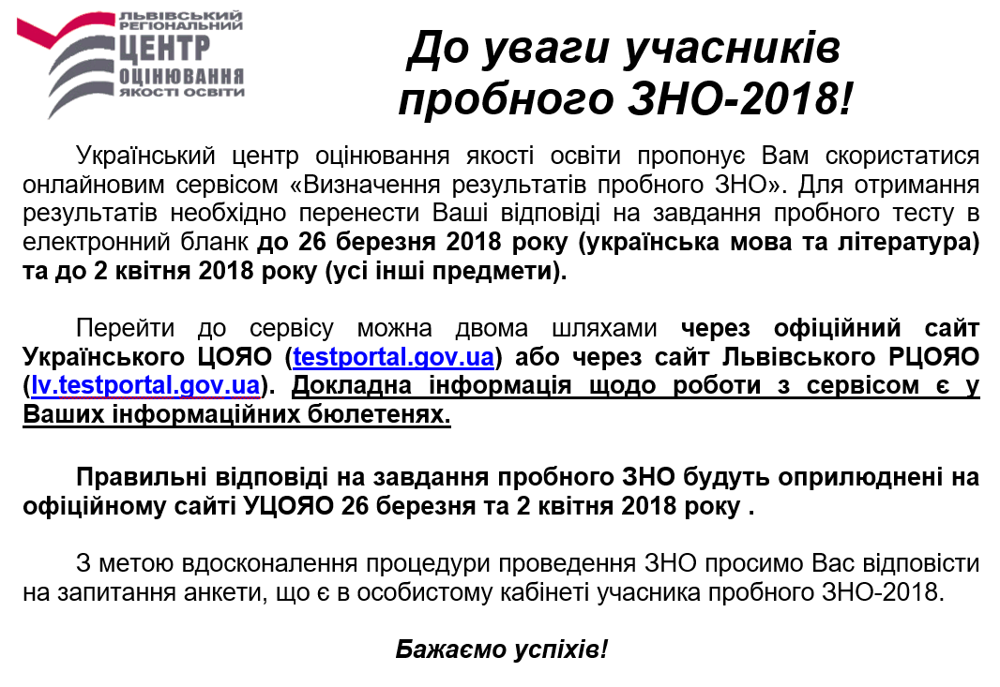 ЛЬВІВСЬКИЙ
РЕГІОНАЛЬНИЙ
ЦЕНТР
ОЦІНЮВАННЯ
ЯКОСТІ ОСВІТИ
До уваги учасників
пробного ЗНО-2018!
Український центр оцінювання якості освіти пропонує Вам скористатися
онлайновим сервісом «Визначення результатів пробного ЗНО». Для отримання
результатів необхідно перенести Ваші відповіді на завдання пробного тесту в
електронний бланк до 26 березня 2018 року (українська мова та література)
та до 2 квітня 2018 року (усі інші предмети).
Перейти до сервісу можна двома шляхами через офіційний сайт
Українського ЦОЯО (testportal.gov.ua) або через сайт Львівського РЦОЯО
(lv.testportal.gov.ua). Докладна інформація щодо роботи з сервісом є у
Ваших інформаційних бюлетенях.
Правильні відповіді на завдання пробного ЗНО будуть оприлюднені на
офіційному сайті УЦОЯО 26 березня та 2 квітня 2018 року .
З метою вдосконалення процедури проведення ЗНО просимо Вас відповісти
на запитання анкети, що є в особистому кабінеті учасника пробного ЗНО-2018.
Бажаємо успіхів!